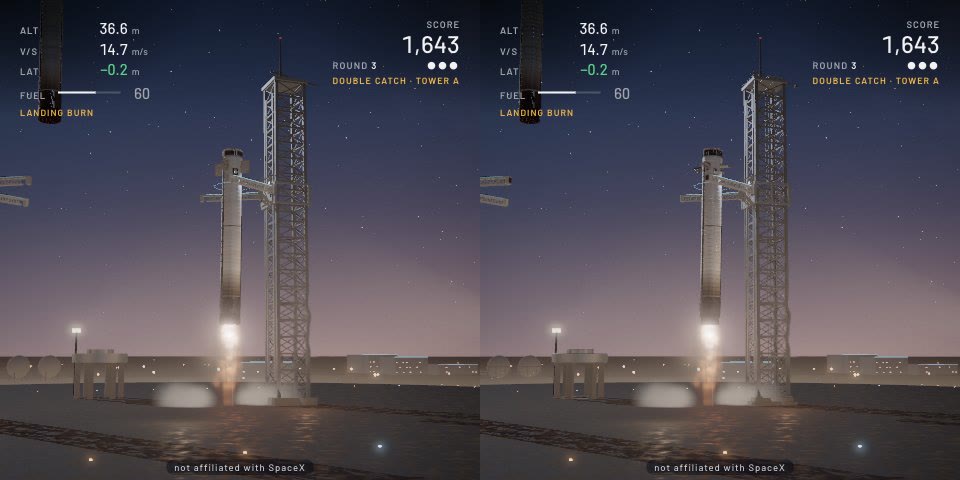 ALT 36.6 m
V/S 14.7 m/s
LAT −0.2 m
FUEL 60
LANDING BURN
SCORE
1,643
ROUND 3
DOUBLE CATCH · TOWER A
not affiliated with SpaceX
ALT 36.6 m
V/S 14.7 m/s
LAT −0.2 m
FUEL 60
LANDING BURN
SCORE
1,643
ROUND 3
DOUBLE CATCH · TOWER A
not affiliated with SpaceX